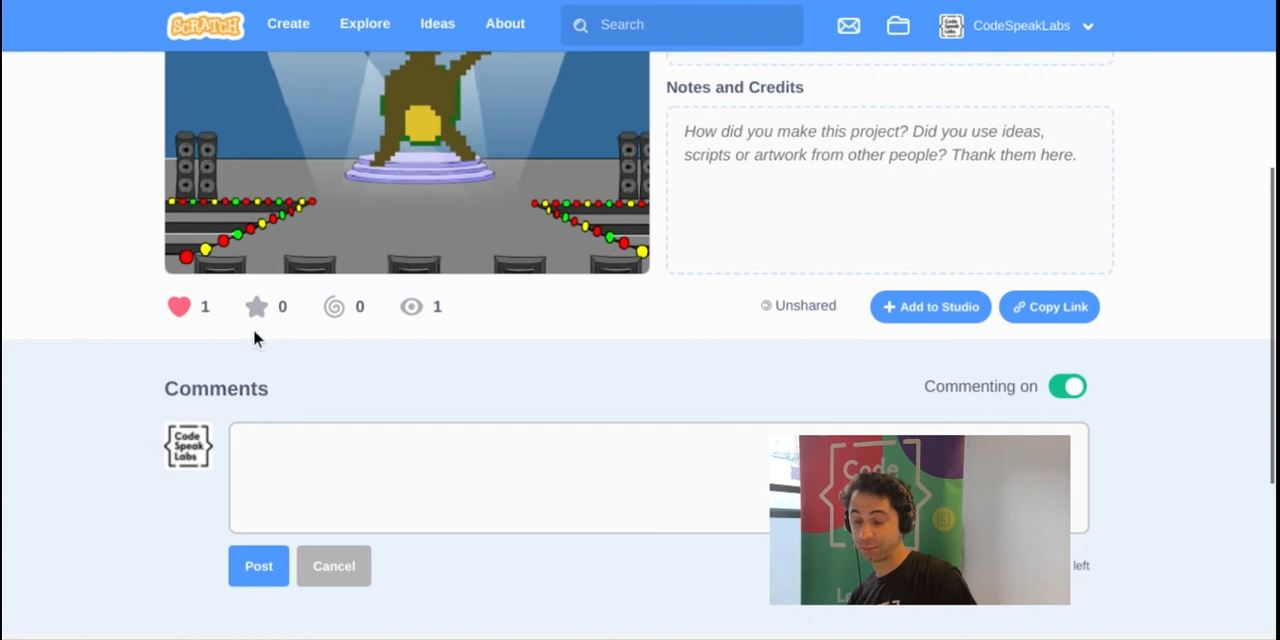 SCRATCH Create Explore Ideas About Search CodeSpeakLabs
Notes and Credits
How did you make this project? Did you use ideas,
scripts or artwork from other people? Thank them here.
1 0 0 1 Unshared + Add to Studio Copy Link
Comments Commenting on
Code
Speak
Labs
Code
Post Cancel left